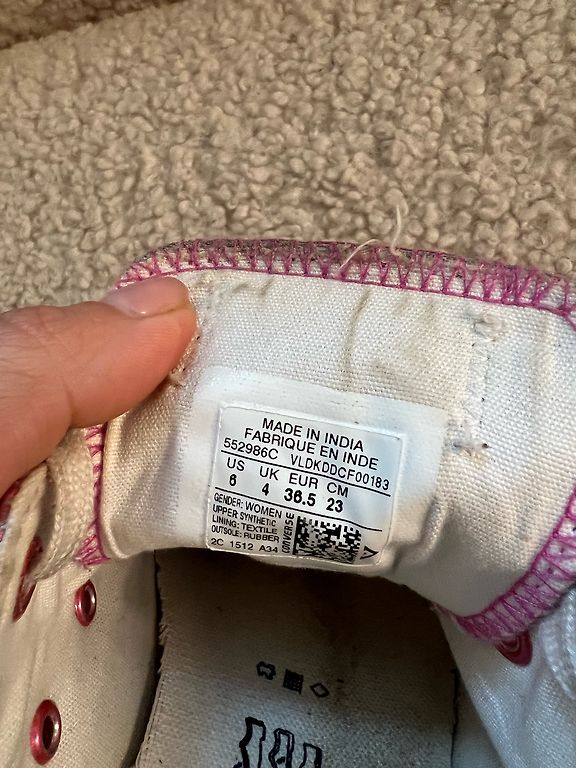 MADE IN INDIA
FABRIQUE EN INDE
552986C VLDKDDCF00183
US UK EUR CM
6 4 36.5 23
GENDER: WOMEN
UPPER: SYNTHETIC
LINING: TEXTILE
OUTSOLE: RUBBER
2C 1512 A34
CONVERSE